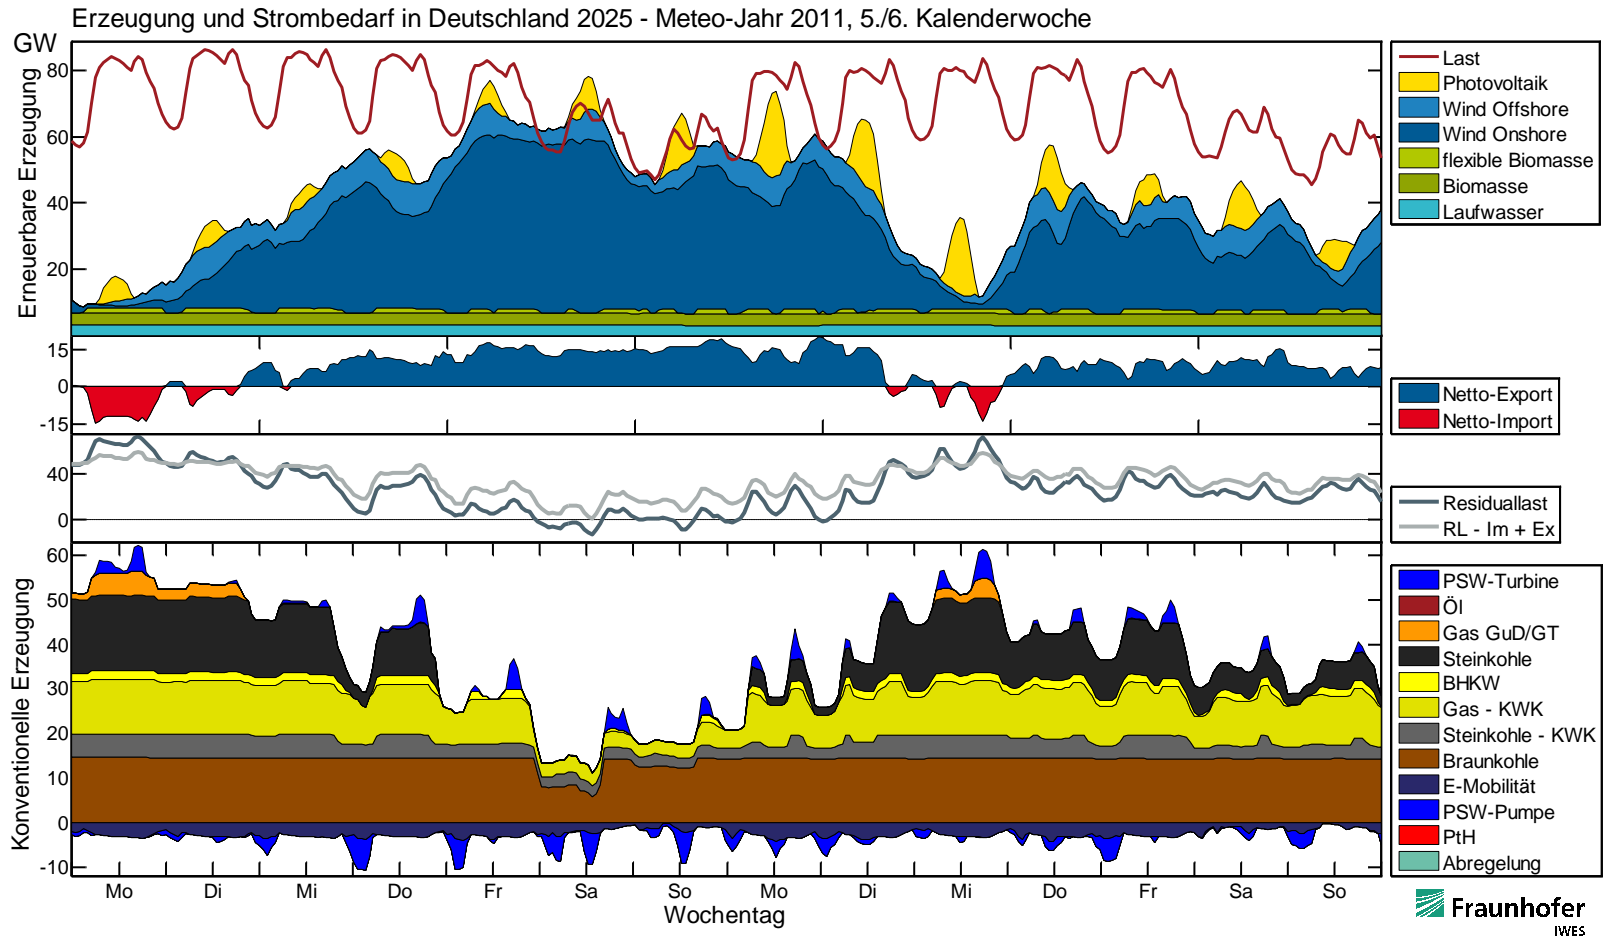 Erzeugung und Strombedarf in Deutschland 2025 - Meteo-Jahr 2011, 5./6. Kalenderwoche
GW
Erneuerbare Erzeugung
80
60
40
20
Last
Photovoltaik
Wind Offshore
Wind Onshore
flexible Biomasse
Biomasse
Laufwasser
15
0
-15
Netto-Export
Netto-Import
40
0
Residuallast
RL - Im + Ex
Konventionelle Erzeugung
60
50
40
30
20
10
0
-10
PSW-Turbine
Öl
Gas GuD/GT
Steinkohle
BHKW
Gas - KWK
Steinkohle - KWK
Braunkohle
E-Mobilität
PSW-Pumpe
PtH
Abregelung
Mo Di Mi Do Fr Sa So Mo Di Mi Do Fr Sa So
Wochentag
Fraunhofer
IWES